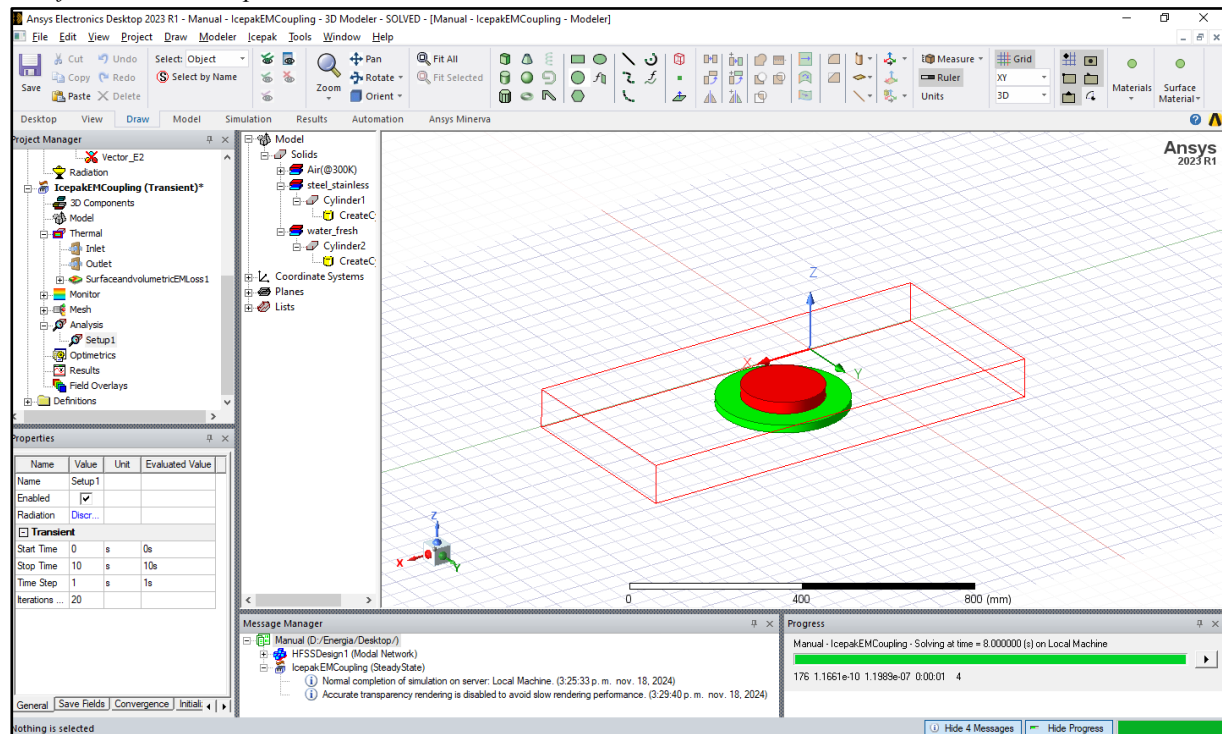 Ansys Electronics Desktop 2023 R1 - Manual - IcepakEMCoupling - 3D Modeler - SOLVED - [Manual - IcepakEMCoupling - Modeler]
File Edit View Project Draw Modeler Icepak Tools Window Help
Save
Cut Undo
Copy Redo
Paste Delete
Select: Object
Select by Name
Zoom
Pan
Rotate
Orient
Fit All
Fit Selected
Measure
Ruler
Units
Grid
XY
3D
Materials
Surface
Material
Desktop View Draw Model Simulation Results Automation Ansys Minerva
Project Manager
Vector_E2
Radiation
IcepakEMCoupling (Transient)*
3D Components
Model
Thermal
Inlet
Outlet
SurfaceandvolumetricEMLoss1
Monitor
Mesh
Analysis
Setup1
Optimetrics
Results
Field Overlays
Definitions
Properties
Name Value Unit Evaluated Value
Name Setup1
Enabled
Radiation Discr...
Transient
Start Time 0 s 0s
Stop Time 10 s 10s
Time Step 1 s 1s
Iterations ... 20
General Save Fields Convergence Initiali
Model
Solids
Air(@300K)
steel_stainless
Cylinder1
CreateC
water_fresh
Cylinder2
CreateC
Coordinate Systems
Planes
Lists
Ansys
2023 R1
Z
X
Y
Z
X
Y
0 400 800 (mm)
Message Manager
Manual (D:/Energia/Desktop/)
HFSSDesign1 (Modal Network)
IcepakEMCoupling (SteadyState)
Normal completion of simulation on server: Local Machine. (3:25:33 p. m. nov. 18, 2024)
Accurate transparency rendering is disabled to avoid slow rendering performance. (3:29:40 p. m. nov. 18, 2024)
Progress
Manual - IcepakEMCoupling - Solving at time = 8.000000 (s) on Local Machine
176 1.1661e-10 1.1989e-07 0:00:01 4
Nothing is selected
Hide 4 Messages Hide Progress